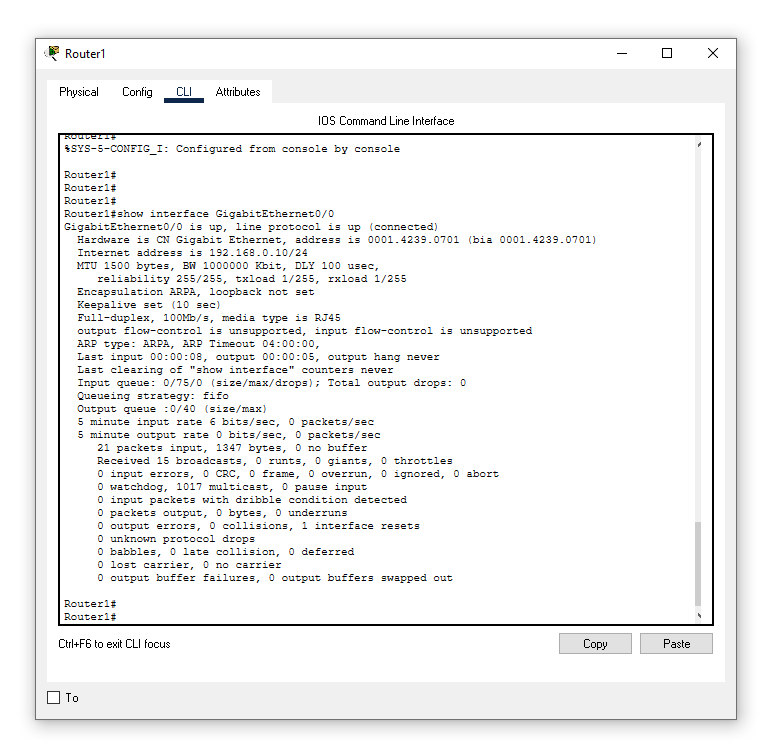 Router1
Physical Config CLI Attributes
IOS Command Line Interface
Router1#
%SYS-5-CONFIG_I: Configured from console by console
Router1#
Router1#
Router1#
Router1#show interface GigabitEthernet0/0
GigabitEthernet0/0 is up, line protocol is up (connected)
Hardware is CN Gigabit Ethernet, address is 0001.4239.0701 (bia 0001.4239.0701)
Internet address is 192.168.0.10/24
MTU 1500 bytes, BW 1000000 Kbit, DLY 100 usec,
reliability 255/255, txload 1/255, rxload 1/255
Encapsulation ARPA, loopback not set
Keepalive set (10 sec)
Full-duplex, 100Mb/s, media type is RJ45
output flow-control is unsupported, input flow-control is unsupported
ARP type: ARPA, ARP Timeout 04:00:00,
Last input 00:00:08, output 00:00:05, output hang never
Last clearing of "show interface" counters never
Input queue: 0/75/0 (size/max/drops); Total output drops: 0
Queueing strategy: fifo
Output queue :0/40 (size/max)
5 minute input rate 6 bits/sec, 0 packets/sec
5 minute output rate 0 bits/sec, 0 packets/sec
21 packets input, 1347 bytes, 0 no buffer
Received 15 broadcasts, 0 runts, 0 giants, 0 throttles
0 input errors, 0 CRC, 0 frame, 0 overrun, 0 ignored, 0 abort
0 watchdog, 1017 multicast, 0 pause input
0 input packets with dribble condition detected
0 packets output, 0 bytes, 0 underruns
0 output errors, 0 collisions, 1 interface resets
0 unknown protocol drops
0 babbles, 0 late collision, 0 deferred
0 lost carrier, 0 no carrier
0 output buffer failures, 0 output buffers swapped out
Router1#
Router1#
Ctrl+F6 to exit CLI focus Copy Paste
To